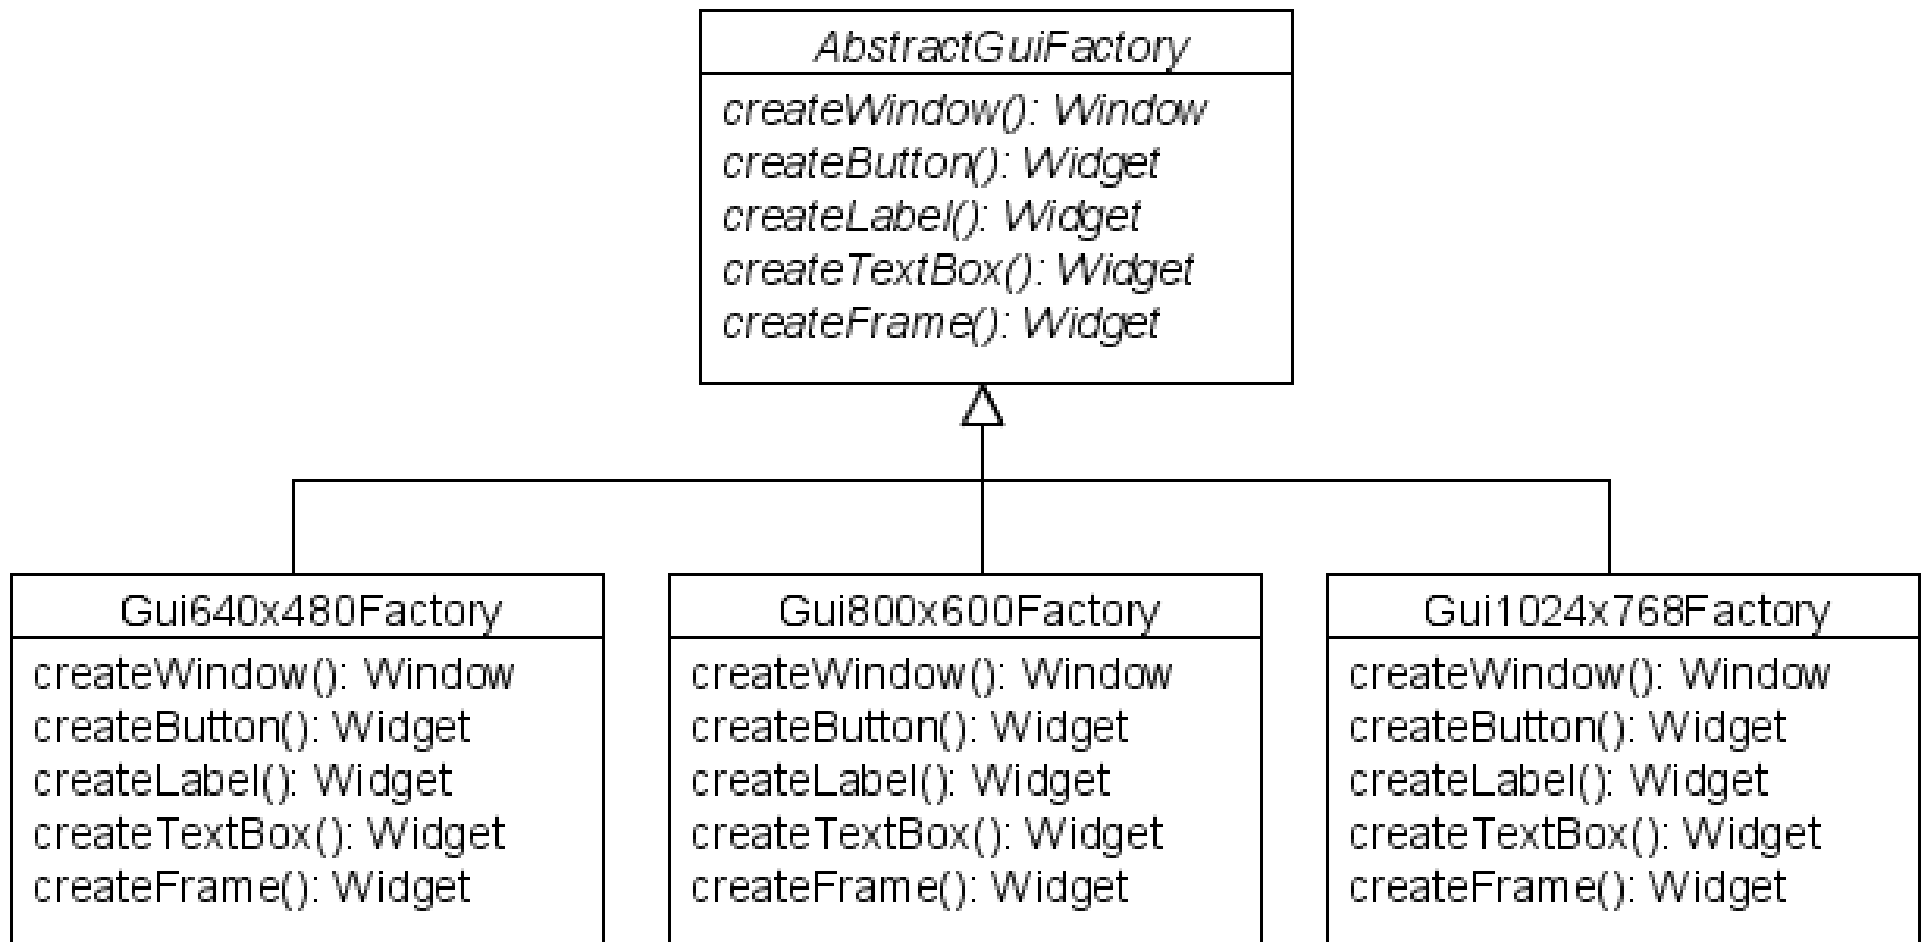 AbstractGuiFactory
createWindow(): Window
createButton(): Widget
createLabel(): Widget
createTextBox(): Widget
createFrame(): Widget
Gui640x480Factory
createWindow(): Window
createButton(): Widget
createLabel(): Widget
createTextBox(): Widget
createFrame(): Widget
Gui800x600Factory
createWindow(): Window
createButton(): Widget
createLabel(): Widget
createTextBox(): Widget
createFrame(): Widget
Gui1024x768Factory
createWindow(): Window
createButton(): Widget
createLabel(): Widget
createTextBox(): Widget
createFrame(): Widget